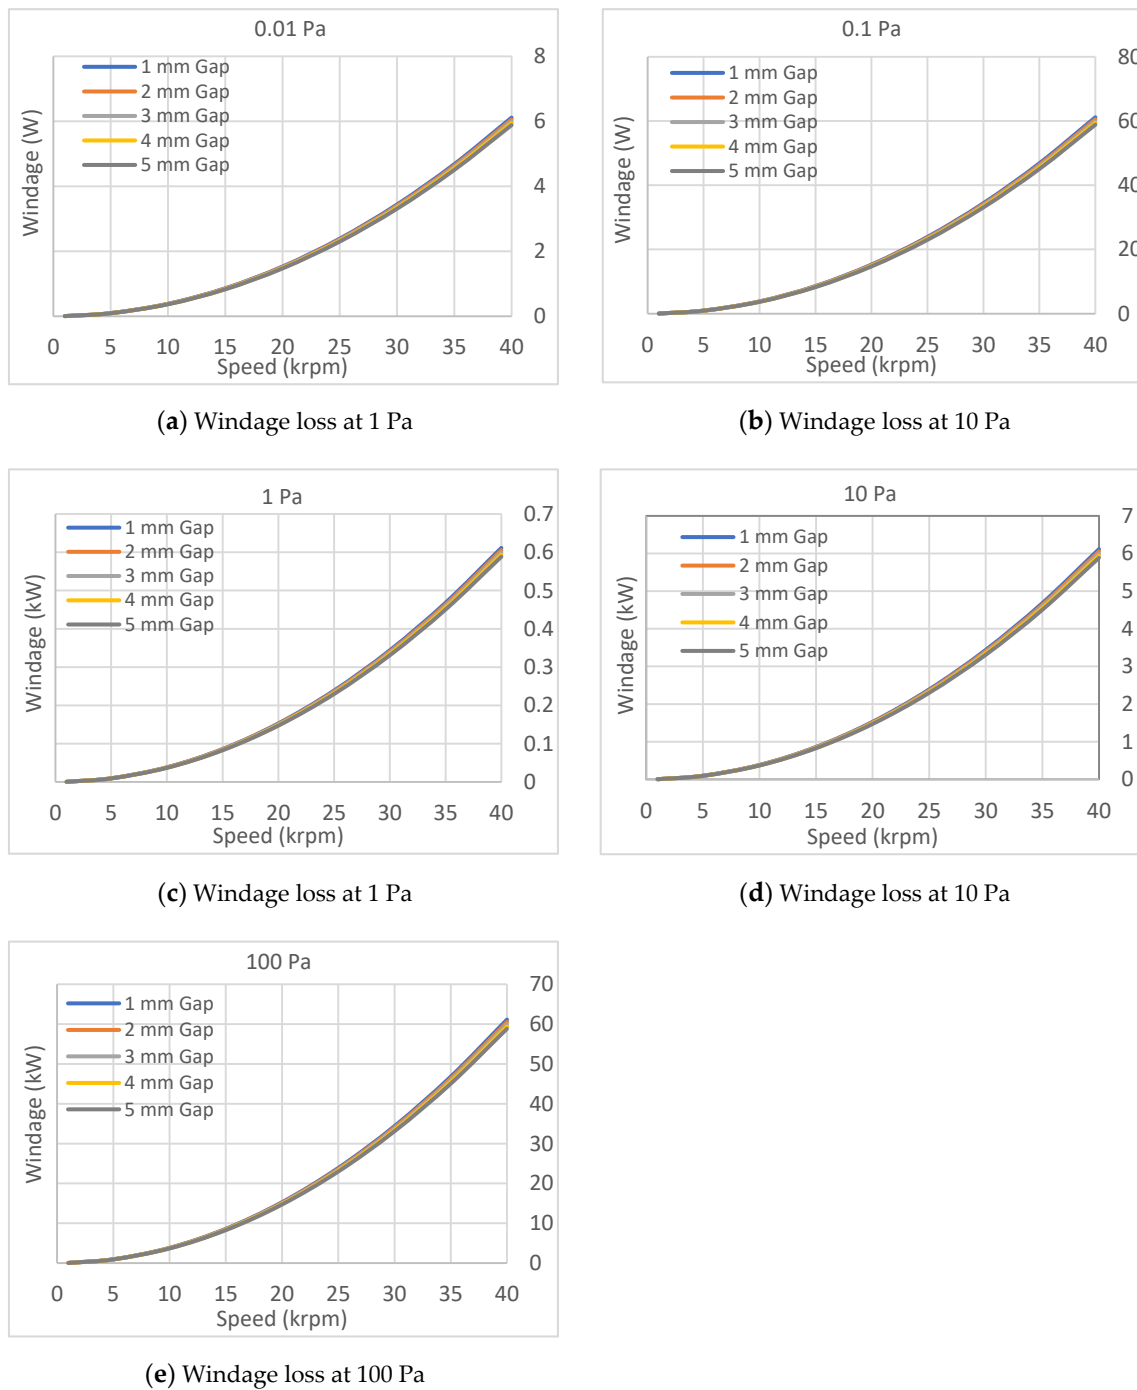 0.01 Pa
1 mm Gap
2 mm Gap
3 mm Gap
4 mm Gap
5 mm Gap
Windage (W)
8
6
4
2
0
0 5 10 15 20 25 30 35 40
Speed (krpm)
(a) Windage loss at 1 Pa
0.1 Pa
1 mm Gap
2 mm Gap
3 mm Gap
4 mm Gap
5 mm Gap
Windage (W)
80
60
40
20
0
0 5 10 15 20 25 30 35 40
Speed (krpm)
(b) Windage loss at 10 Pa
1 Pa
1 mm Gap
2 mm Gap
3 mm Gap
4 mm Gap
5 mm Gap
Windage (kW)
0.7
0.6
0.5
0.4
0.3
0.2
0.1
0
0 5 10 15 20 25 30 35 40
Speed (krpm)
(c) Windage loss at 1 Pa
10 Pa
1 mm Gap
2 mm Gap
3 mm Gap
4 mm Gap
5 mm Gap
Windage (kW)
7
6
5
4
3
2
1
0
0 5 10 15 20 25 30 35 40
Speed (krpm)
(d) Windage loss at 10 Pa
100 Pa
1 mm Gap
2 mm Gap
3 mm Gap
4 mm Gap
5 mm Gap
Windage (kW)
70
60
50
40
30
20
10
0
0 5 10 15 20 25 30 35 40
Speed (krpm)
(e) Windage loss at 100 Pa